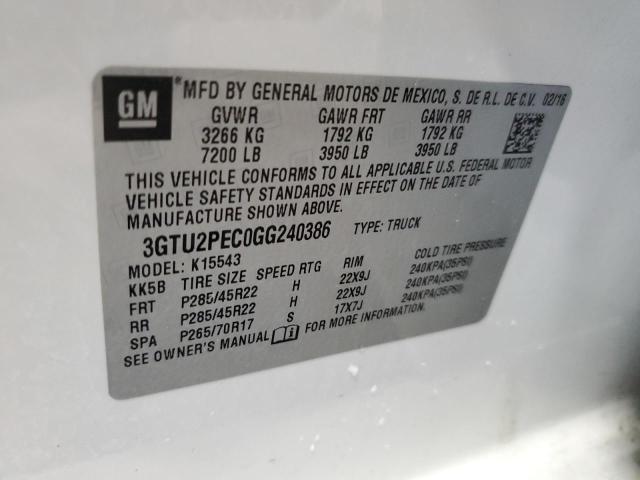 GM
*MFD BY GENERAL MOTORS DE MEXICO, S. DE R.L. DE C.V. 02/16
GVWR GAWR FRT GAWR RR
3266 KG 1792 KG 1792 KG
7200 LB 3950 LB 3950 LB
THIS VEHICLE CONFORMS TO ALL APPLICABLE U.S. FEDERAL MOTOR
VEHICLE SAFETY STANDARDS IN EFFECT ON THE DATE OF
MANUFACTURE SHOWN ABOVE.
3GTU2PEC0GG240386 TYPE: TRUCK
MODEL: K15543
KK5B TIRE SIZE SPEED RTG RIM COLD TIRE PRESSURE
FRT P285/45R22 H 22X9J 240KPA(35PSI)
RR P285/45R22 H 22X9J 240KPA(35PSI)
SPA P265/70R17 S 17X7J 240KPA(35PSI)
SEE OWNER'S MANUAL FOR MORE INFORMATION.